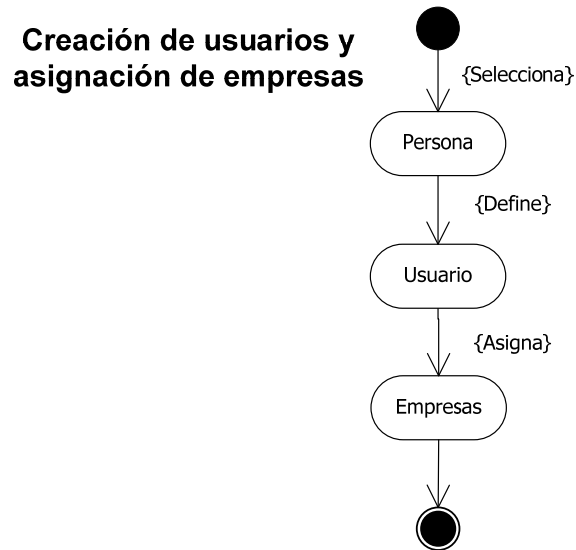 Creación de usuarios y
asignación de empresas
{Selecciona}
Persona
{Define}
Usuario
{Asigna}
Empresas